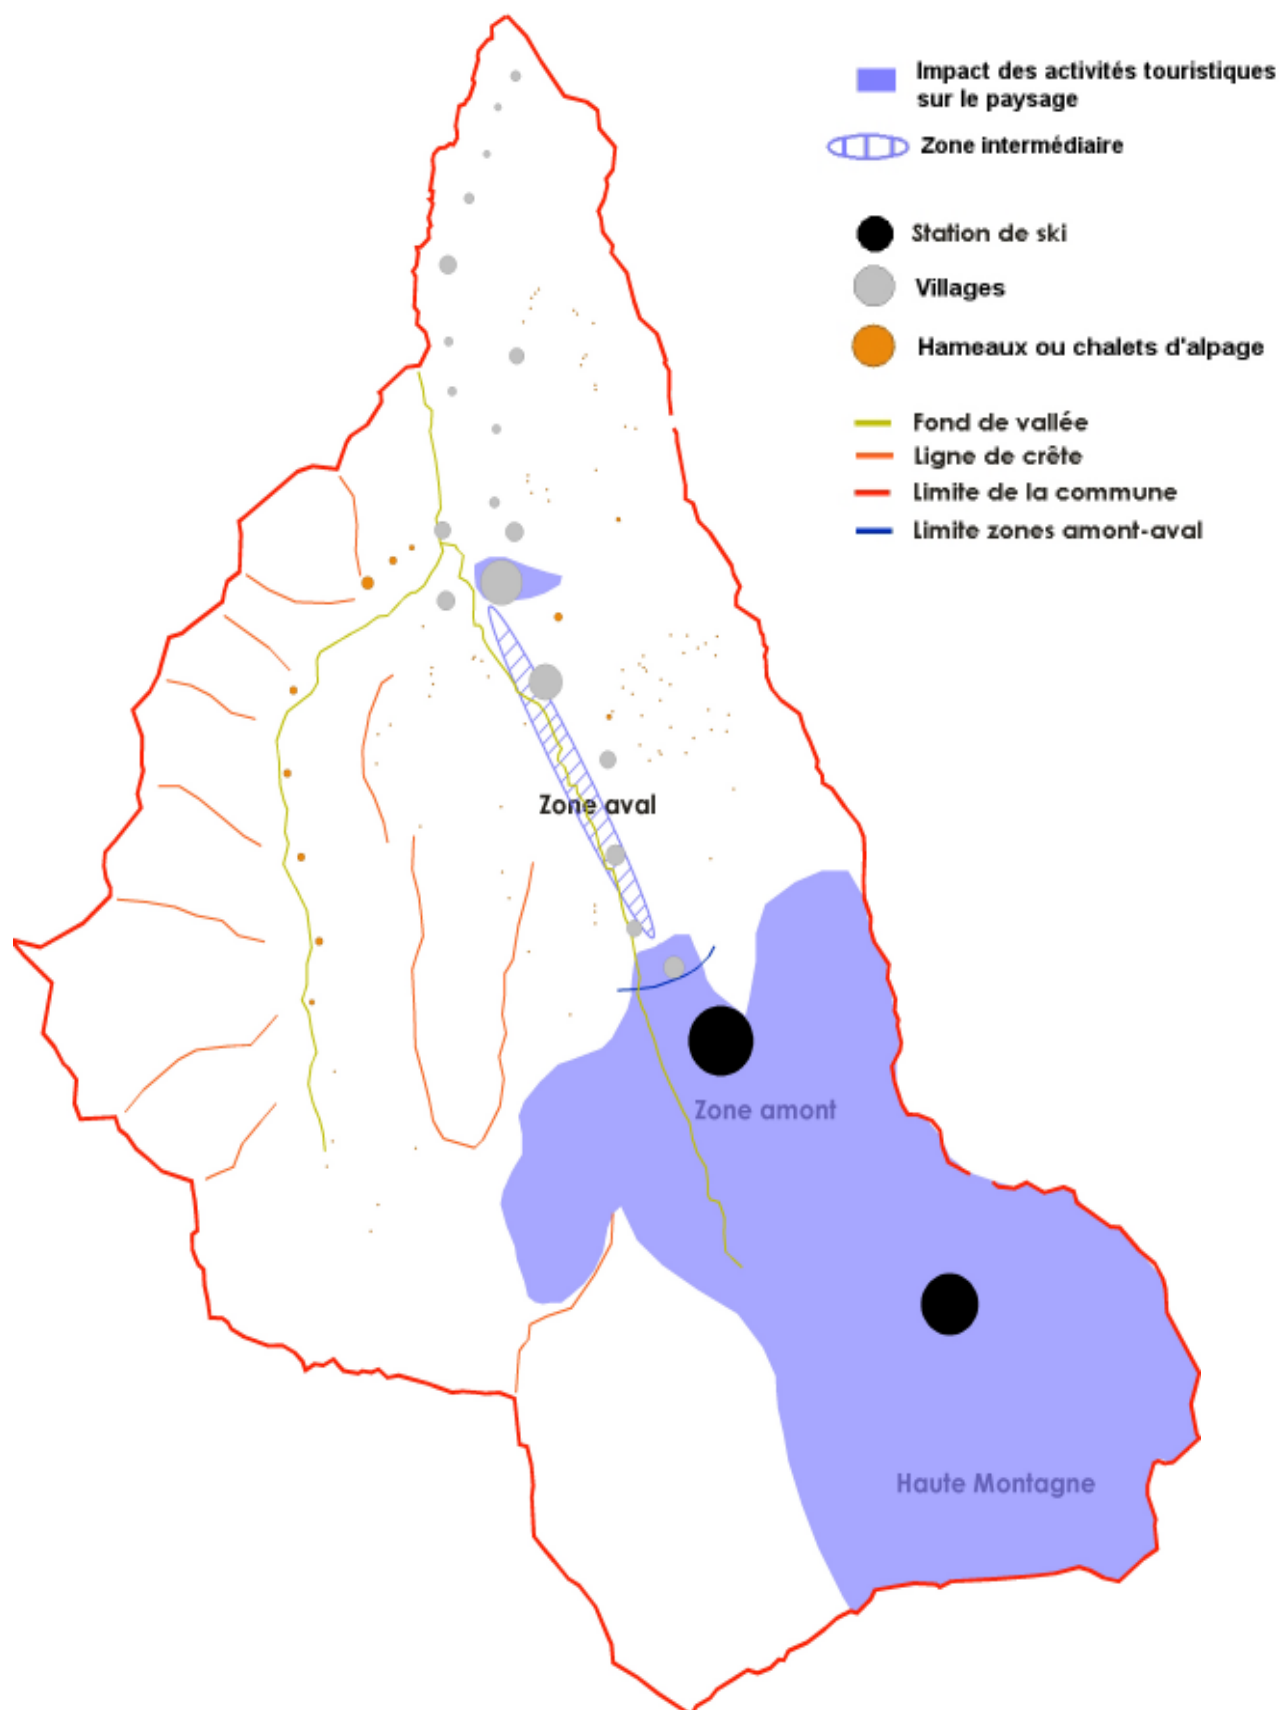 Impact des activités touristiques
sur le paysage
Zone intermédiaire
Station de ski
Villages
Hameaux ou chalets d'alpage
Fond de vallée
Ligne de crête
Limite de la commune
Limite zones amont-aval
Zone aval
Zone amont
Haute Montagne